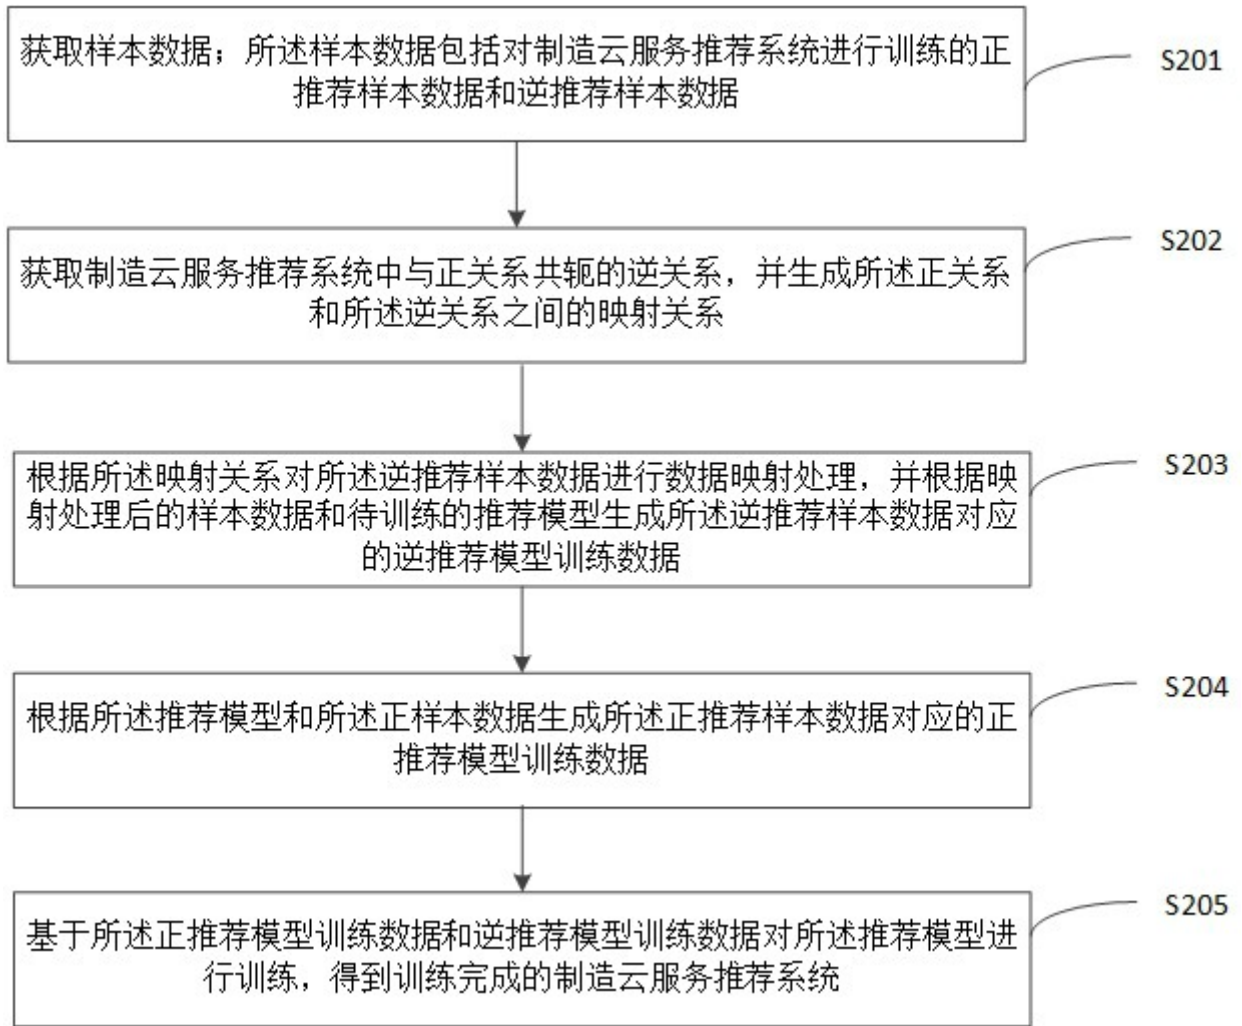 获取样本数据；所述样本数据包括对制造云服务推荐系统进行训练的正
推荐样本数据和逆推荐样本数据
S201
获取制造云服务推荐系统中与正关系共轭的逆关系，并生成所述正关系
和所述逆关系之间的映射关系
S202
根据所述映射关系对所述逆推荐样本数据进行数据映射处理，并根据映
射处理后的样本数据和待训练的推荐模型生成所述逆推荐样本数据对应
的逆推荐模型训练数据
S203
根据所述推荐模型和所述正样本数据生成所述正推荐样本数据对应的正
推荐模型训练数据
S204
基于所述正推荐模型训练数据和逆推荐模型训练数据对所述推荐模型进
行训练，得到训练完成的制造云服务推荐系统
S205